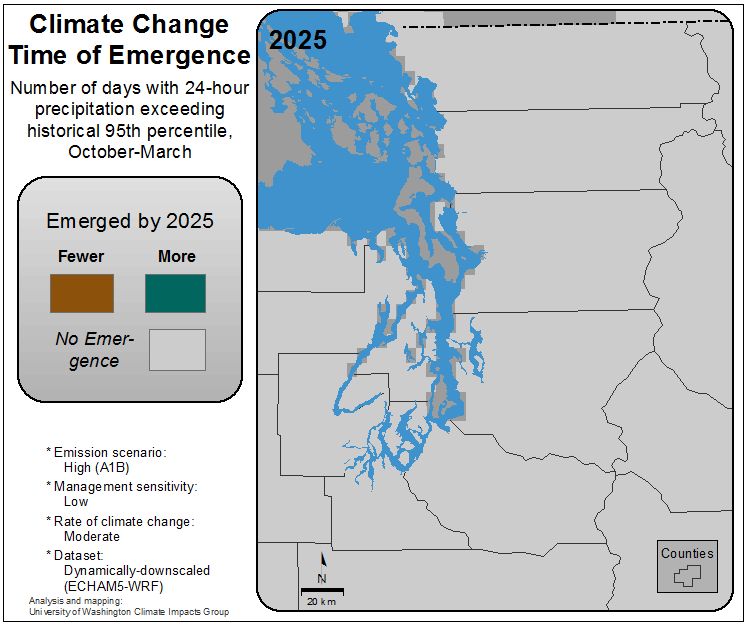 Climate Change
Time of Emergence
Number of days with 24-hour
precipitation exceeding
historical 95th percentile,
October-March
Emerged by 2025
Fewer
More
No Emer-
gence
* Emission scenario:
High (A1B)
* Management sensitivity:
Low
* Rate of climate change:
Moderate
* Dataset:
Dynamically-downscaled
(ECHAM5-WRF)
Analysis and mapping:
University of Washington Climate Impacts Group
2025
N
20 km
Counties